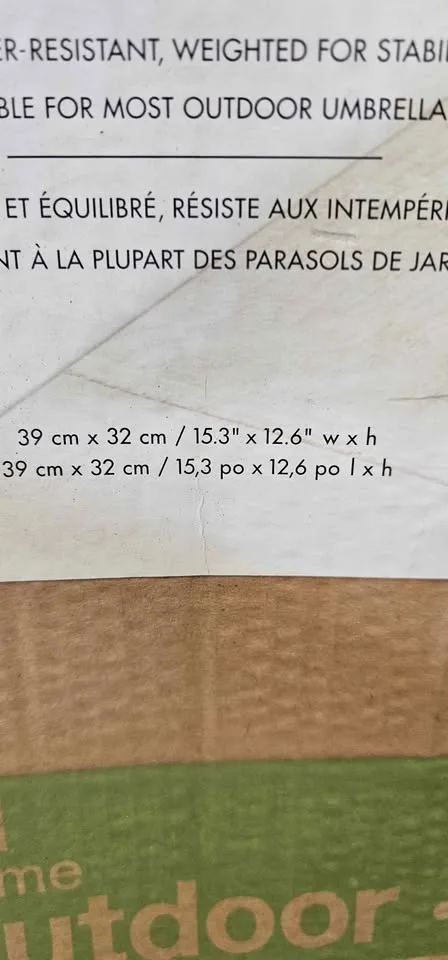 ER-RESISTANT, WEIGHTED FOR STABI
BLE FOR MOST OUTDOOR UMBRELLA
ET ÉQUILIBRÉ, RÉSISTE AUX INTEMPÉR
NT À LA PLUPART DES PARASOLS DE JAR
39 cm x 32 cm / 15.3" x 12.6" w x h
39 cm x 32 cm / 15,3 po x 12,6 po l x h
me
utdoor